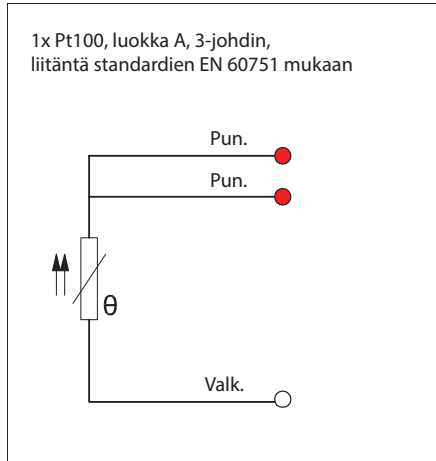 1x Pt100, luokka A, 3-johdin,
liitäntä standardien EN 60751 mukaan
Pun.
Pun.
θ
Valk.